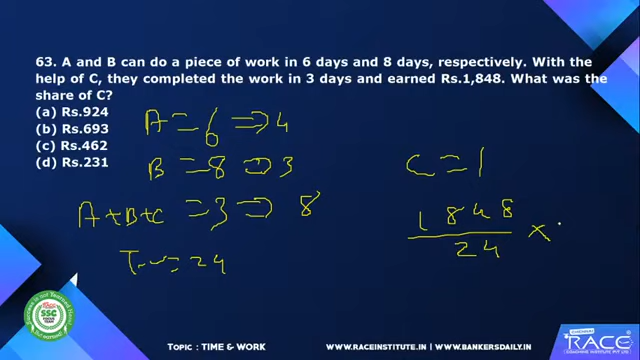 63. A and B can do a piece of work in 6 days and 8 days, respectively. With the
help of C, they completed the work in 3 days and earned Rs.1,848. What was the
share of C?
(a) Rs.924
(b) Rs.693
(c) Rs.462
(d) Rs.231
A = 6 => 4
B = 8 => 3
A+B+C = 3 => 8
T.w = 24
C = 1
1848
24
×
RACE
SSC
TOPIC : TIME & WORK
WWW.RACEINSTITUTE.IN | WWW.BANKERSDAILY.IN
RACE